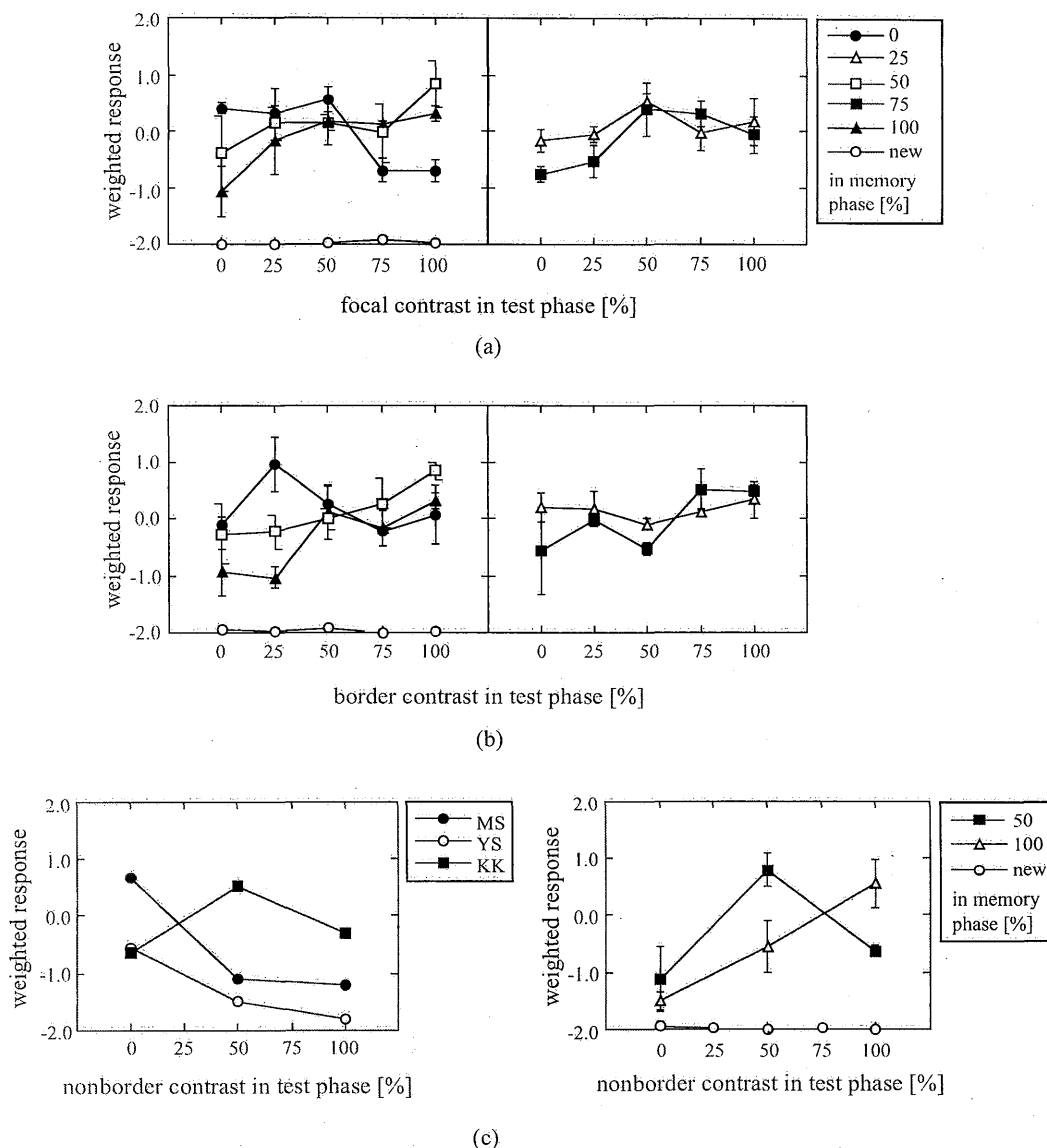 2.0
1.0
0.0
-1.0
-2.0
weighted response
0 25 50 75 100
0 25 50 75 100
focal contrast in test phase [%]
0
25
50
75
100
new
in memory
phase [%]
(a)
2.0
1.0
0.0
-1.0
-2.0
weighted response
0 25 50 75 100
0 25 50 75 100
border contrast in test phase [%]
(b)
2.0
1.0
0.0
-1.0
-2.0
weighted response
0 25 50 75 100
nonborder contrast in test phase [%]
MS
YS
KK
2.0
1.0
0.0
-1.0
-2.0
weighted response
0 25 50 75 100
nonborder contrast in test phase [%]
50
100
new
in memory
phase [%]
(c)